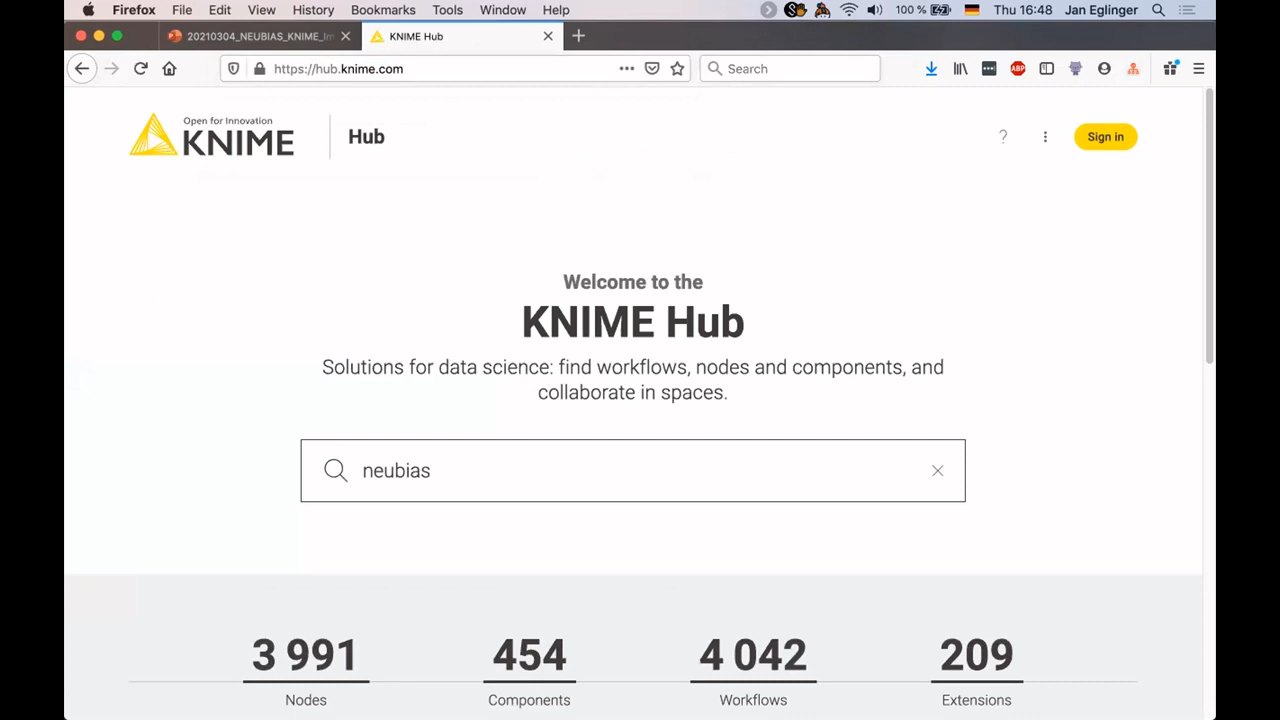 Firefox File Edit View History Bookmarks Tools Window Help 100 % Thu 16:48 Jan Eglinger
20210304_NEUBIAS_KNIME_Im
KNIME Hub
https://hub.knime.com
Search
ABP
Open for Innovation
KNIME
Hub
?
Sign in
Welcome to the
KNIME Hub
Solutions for data science: find workflows, nodes and components, and
collaborate in spaces.
neubias
3 991 454 4 042 209
Nodes Components Workflows Extensions